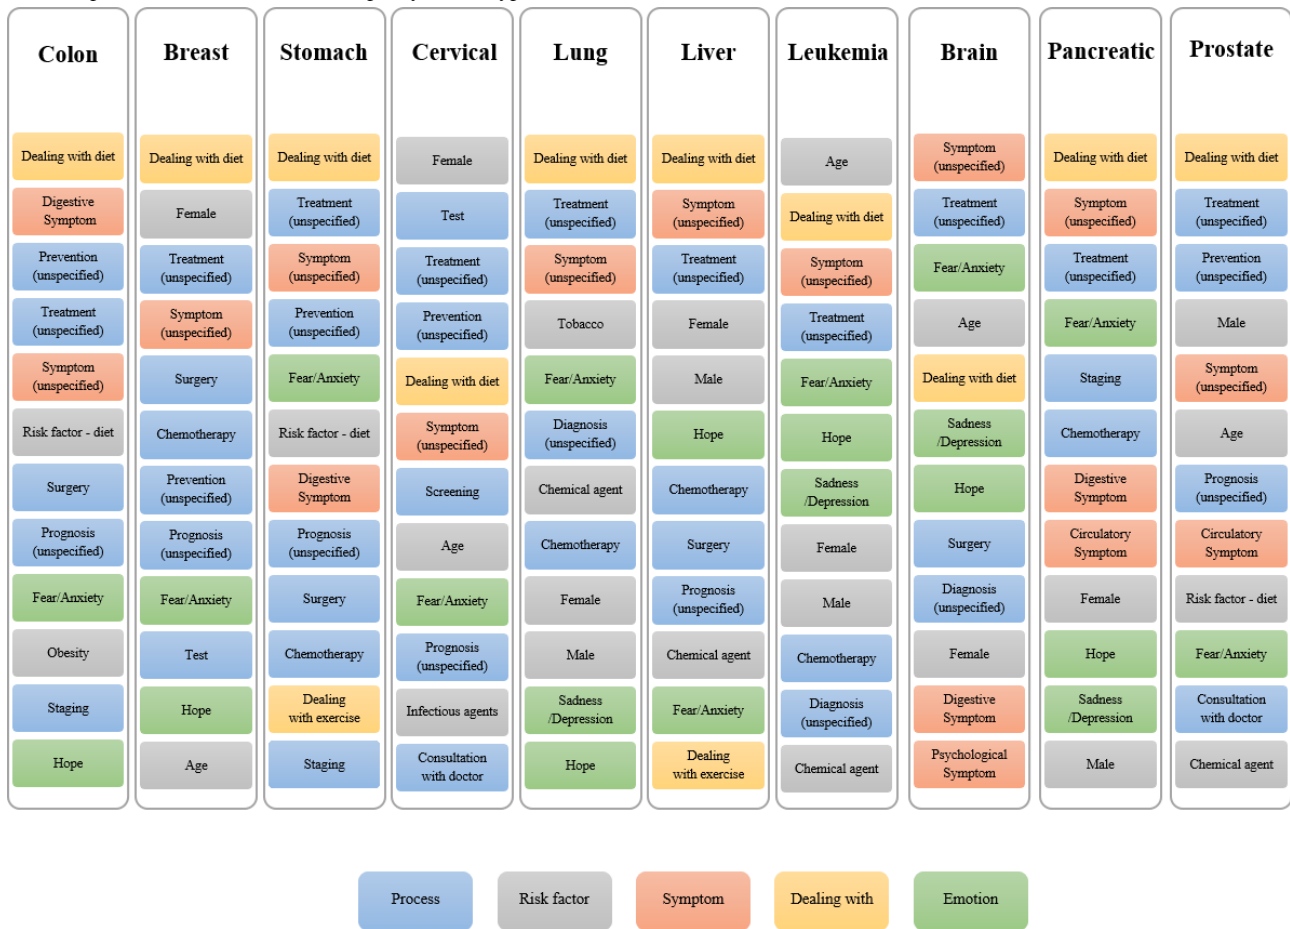 Colon
Dealing with diet
Digestive
Symptom
Prevention
(unspecified)
Treatment
(unspecified)
Symptom
(unspecified)
Risk factor - diet
Surgery
Prognosis
(unspecified)
Fear/Anxiety
Obesity
Staging
Hope
Breast
Dealing with diet
Female
Treatment
(unspecified)
Symptom
(unspecified)
Surgery
Chemotherapy
Prevention
(unspecified)
Prognosis
(unspecified)
Fear/Anxiety
Test
Hope
Age
Stomach
Dealing with diet
Treatment
(unspecified)
Symptom
(unspecified)
Prevention
(unspecified)
Fear/Anxiety
Risk factor - diet
Digestive
Symptom
Prognosis
(unspecified)
Surgery
Chemotherapy
Dealing
with exercise
Staging
Cervical
Female
Test
Treatment
(unspecified)
Prevention
(unspecified)
Dealing with diet
Symptom
(unspecified)
Screening
Age
Fear/Anxiety
Prognosis
(unspecified)
Infectious agents
Consultation
with doctor
Lung
Dealing with diet
Treatment
(unspecified)
Symptom
(unspecified)
Tobacco
Fear/Anxiety
Diagnosis
(unspecified)
Chemical agent
Chemotherapy
Female
Male
Sadness
/Depression
Hope
Liver
Dealing with diet
Symptom
(unspecified)
Treatment
(unspecified)
Female
Male
Hope
Chemotherapy
Surgery
Prognosis
(unspecified)
Chemical agent
Fear/Anxiety
Dealing
with exercise
Leukemia
Age
Dealing with diet
Symptom
(unspecified)
Treatment
(unspecified)
Fear/Anxiety
Hope
Sadness
/Depression
Female
Male
Chemotherapy
Diagnosis
(unspecified)
Chemical agent
Brain
Symptom
(unspecified)
Treatment
(unspecified)
Fear/Anxiety
Age
Dealing with diet
Sadness
/Depression
Hope
Surgery
Diagnosis
(unspecified)
Female
Digestive
Symptom
Psychological
Symptom
Pancreatic
Dealing with diet
Symptom
(unspecified)
Treatment
(unspecified)
Fear/Anxiety
Staging
Chemotherapy
Digestive
Symptom
Circulatory
Symptom
Female
Hope
Sadness
/Depression
Male
Prostate
Dealing with diet
Treatment
(unspecified)
Prevention
(unspecified)
Male
Symptom
(unspecified)
Age
Prognosis
(unspecified)
Circulatory
Symptom
Risk factor - diet
Fear/Anxiety
Consultation
with doctor
Chemical agent
Process
Risk factor
Symptom
Dealing with
Emotion